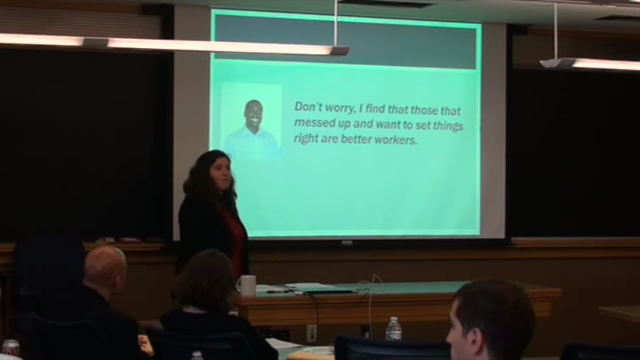 Don't worry, I find that those that
messed up and want to set things
right are better workers.